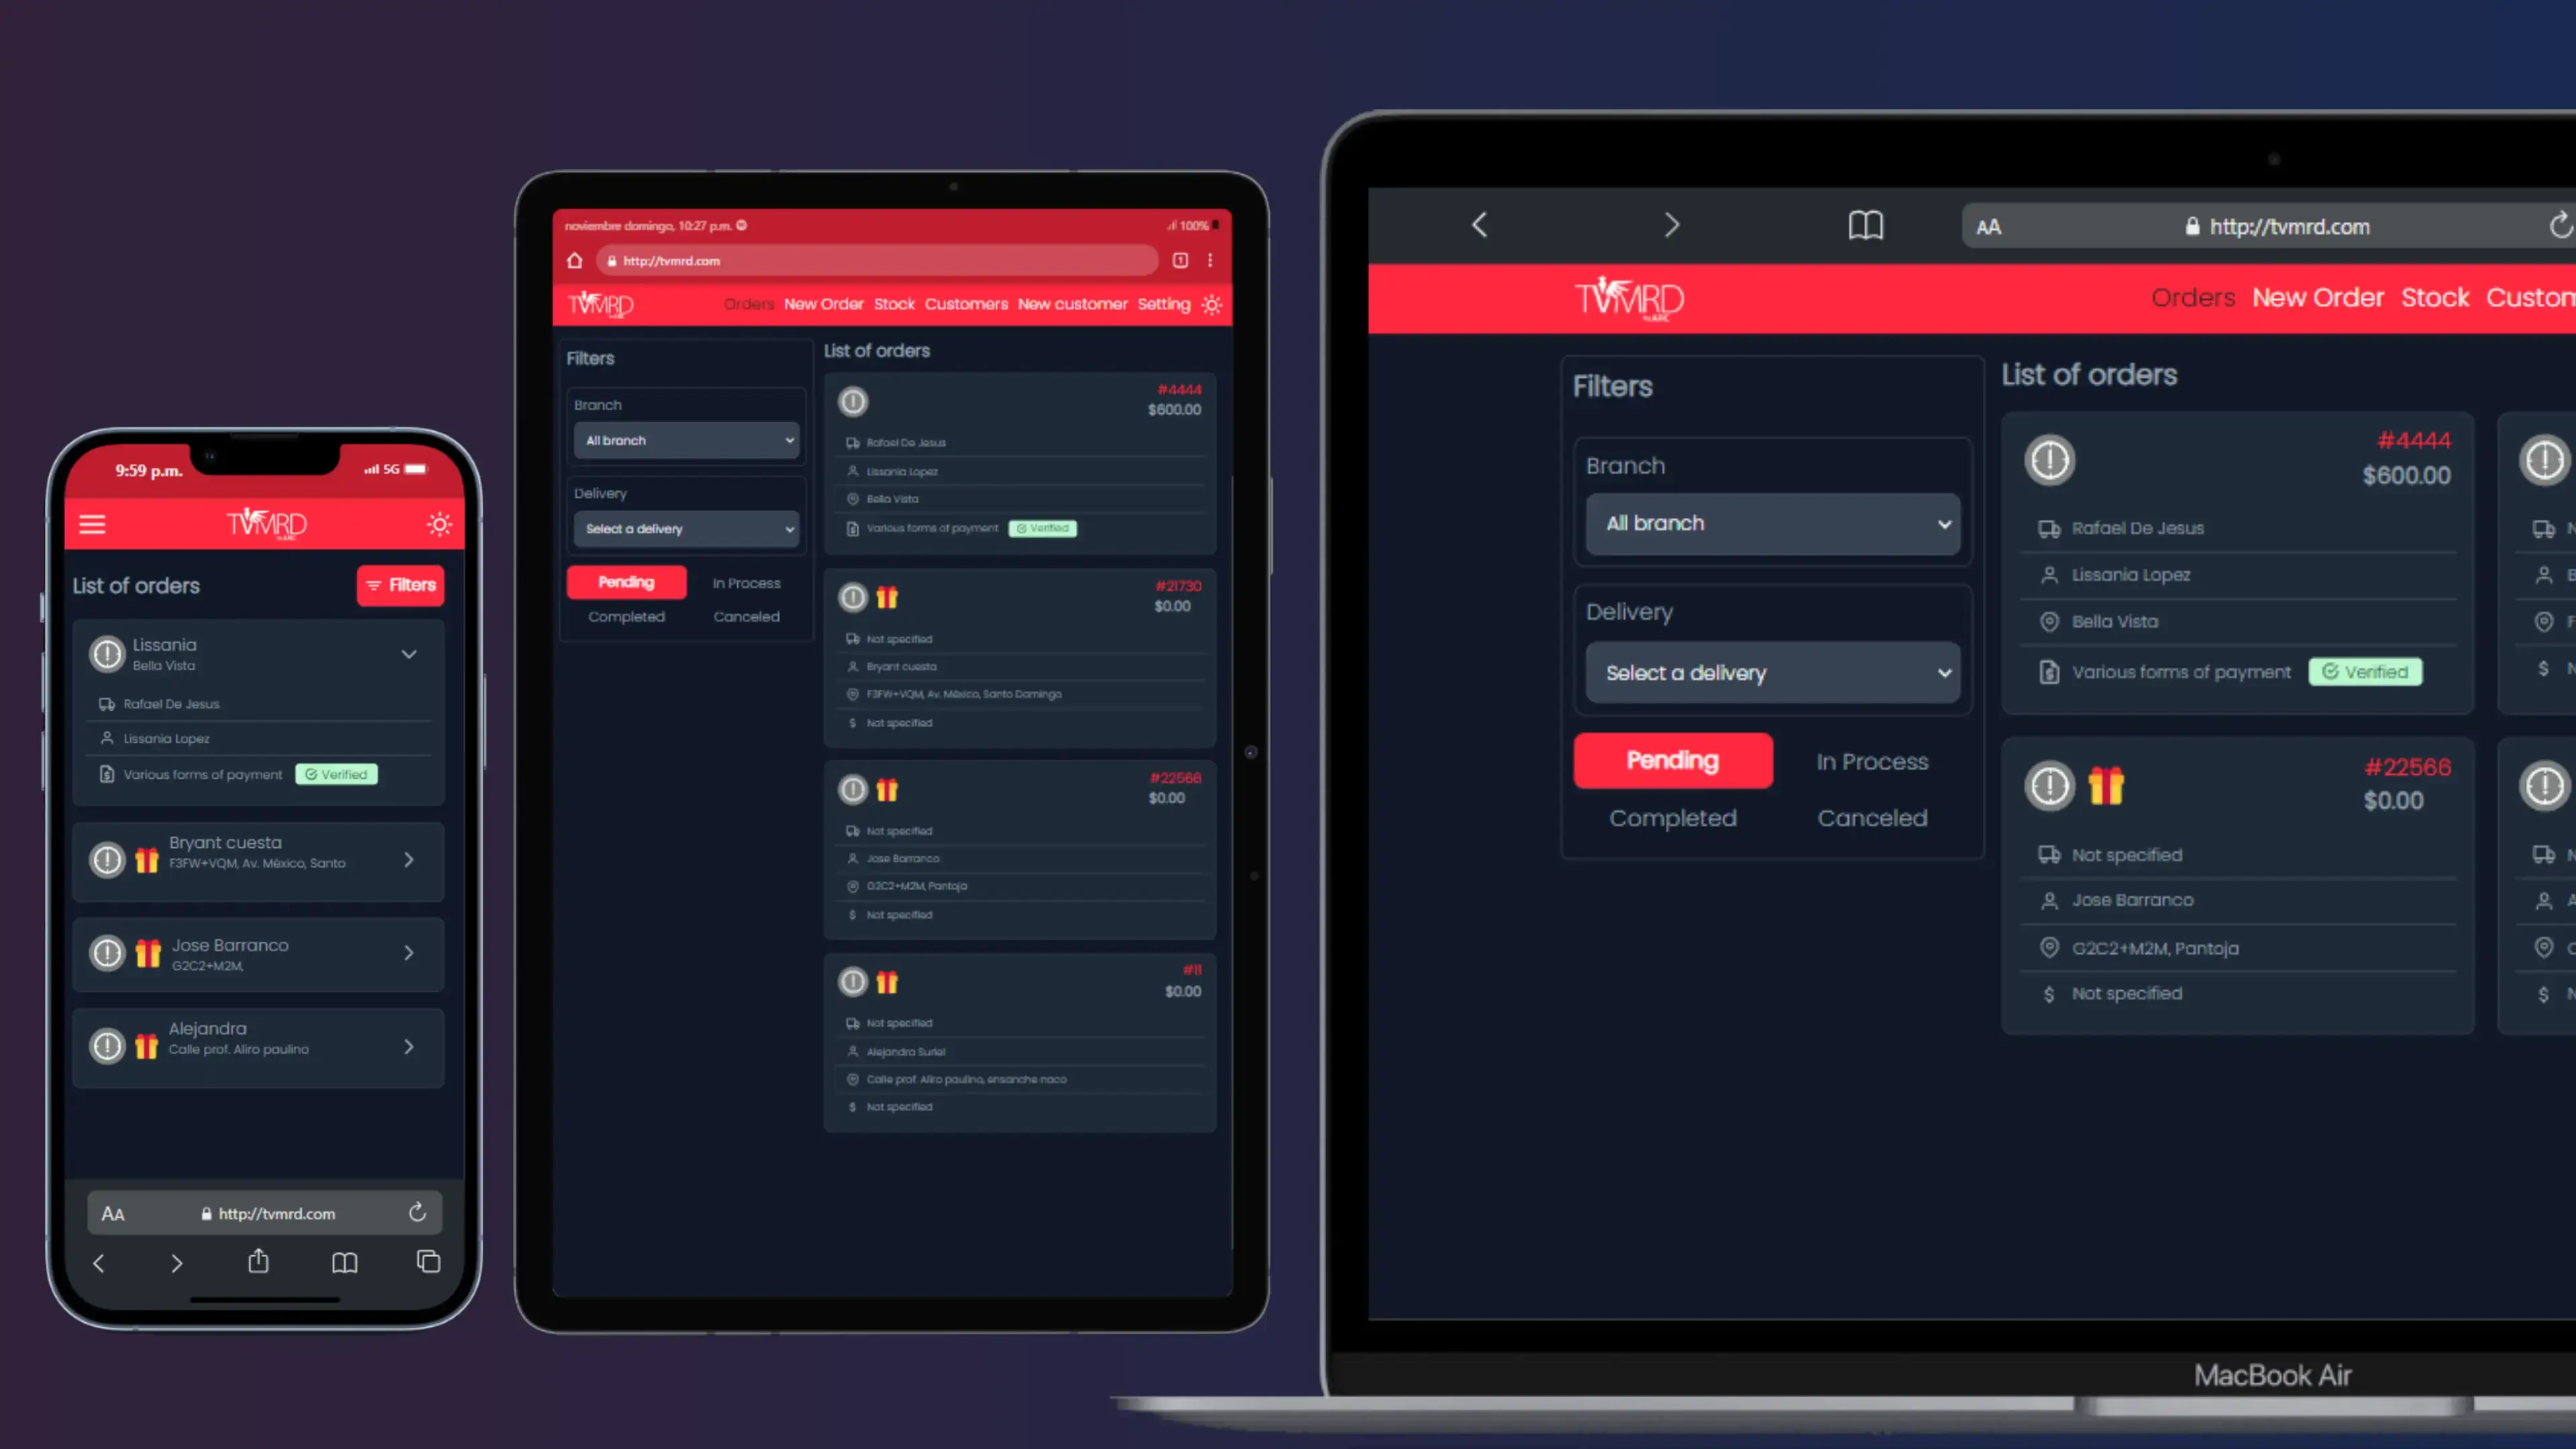 9:59 p.m.
5G
TVMRD
by ARC
List of orders
Filters
Lissania
Bella Vista
Rafael De Jesus
Lissania Lopez
Various forms of payment
Verified
Bryant cuesta
F3FW+VQM, Av. México, Santo
Jose Barranco
G2C2+M2M,
Alejandra
Calle prof. Aliro paulino
AA
http://tvmrd.com
noviembre domingo, 10:27 p.m.
100%
http://tvmrd.com
1
TVMRD
by ARC
Orders New Order Stock Customers New customer Setting
Filters
Branch
All branch
Delivery
Select a delivery
Pending
In Process
Completed
Canceled
List of orders
#4444
$600.00
Rafael De Jesus
Lissania Lopez
Bella Vista
Various forms of payment
Verified
#21730
$0.00
Not specified
Bryant cuesta
F3FW+VQM, Av. México, Santo Domingo
$ Not specified
#22566
$0.00
Not specified
Jose Barranco
G2C2+M2M, Pantoja
$ Not specified
#11
$0.00
Not specified
Alejandra Suriel
Calle prof. Aliro paulino, ensanche naco
$ Not specified
AA
http://tvmrd.com
TVMRD
by ARC
Orders New Order Stock Custom
Filters
Branch
All branch
Delivery
Select a delivery
Pending
In Process
Completed
Canceled
List of orders
#4444
$600.00
Rafael De Jesus
Lissania Lopez
Bella Vista
Various forms of payment
Verified
#22566
$0.00
Not specified
Jose Barranco
G2C2+M2M, Pantoja
$ Not specified
$
$
MacBook Air